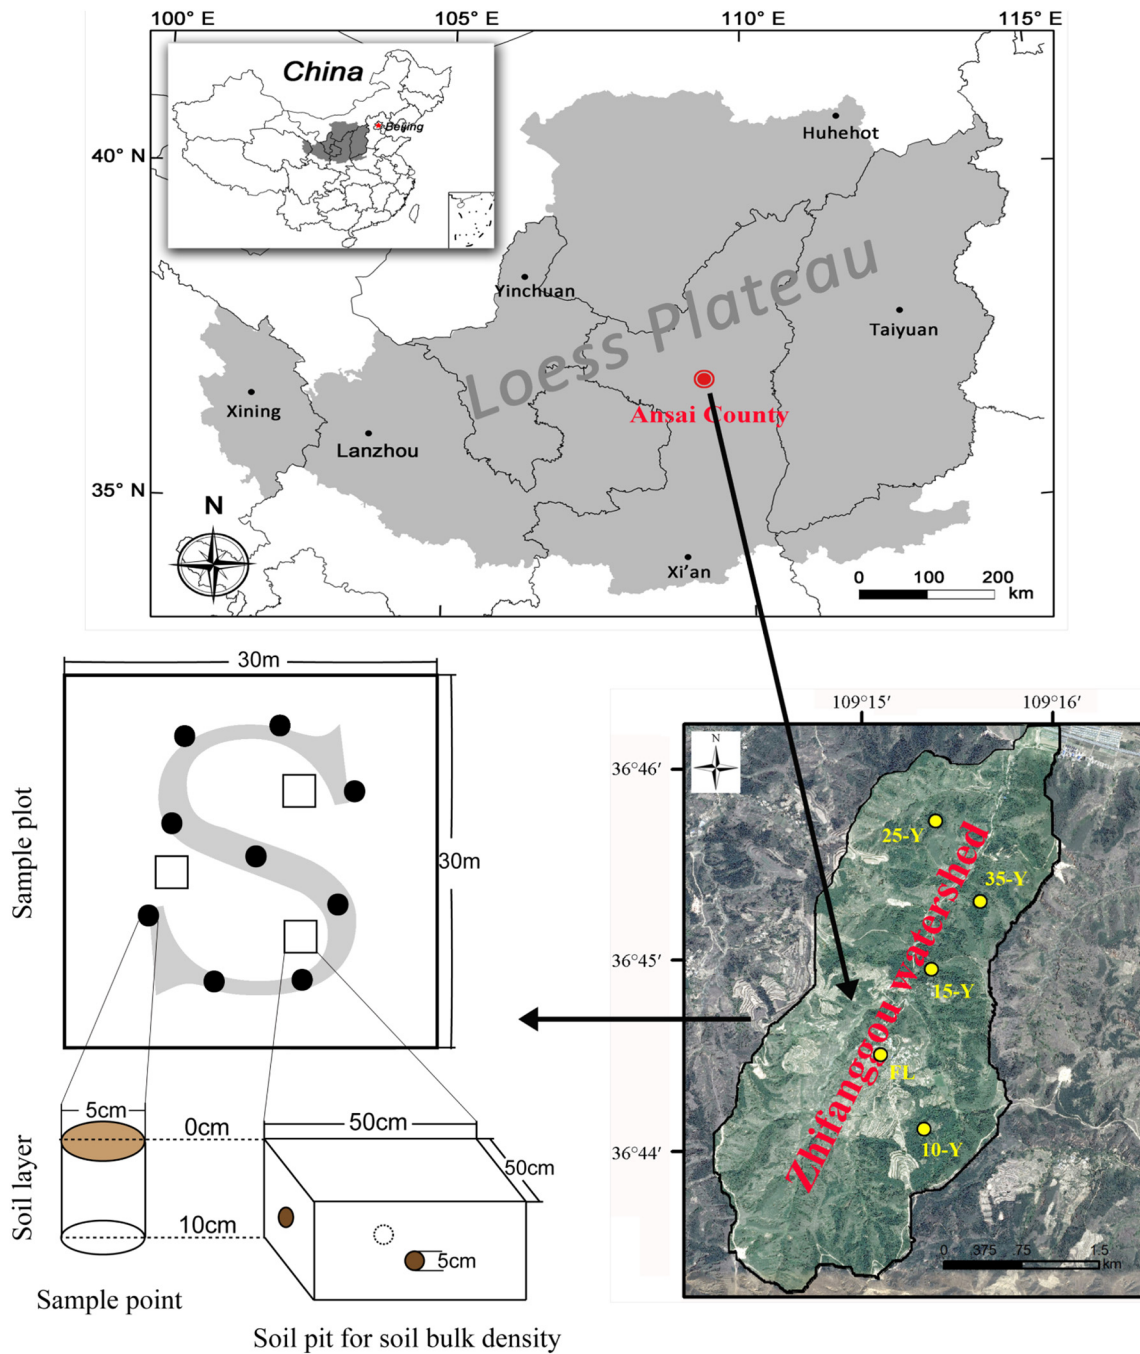 100° E
105° E
110° E
115° E
China
Beijing
Huhehot
40° N
Yinchuan
Loess Plateau
Taiyuan
Xining
Ansai County
Lanzhou
35° N
N
Xi'an
0 100 200
km
30m
109°15′ 109°16′
N
36°46′
25-Y
Sample plot
30m
35-Y
Zhifanggou watershed
36°45′
15-Y
FL
5cm
0cm
50cm
50cm
10-Y
36°44′
Soil layer
10cm
5cm
0 375 75 1.5
km
Sample point
Soil pit for soil bulk density